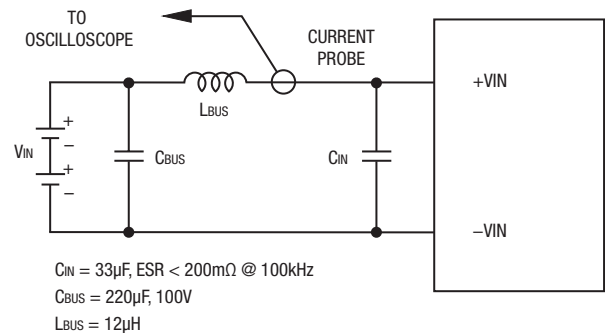 TO
OSCILLOSCOPE
CURRENT
PROBE
+VIN
LBUS
+
−
VIN
+
−
CBUS
CIN
−VIN
CIN = 33µF, ESR < 200mΩ @ 100kHz
CBUS = 220µF, 100V
LBUS = 12µH